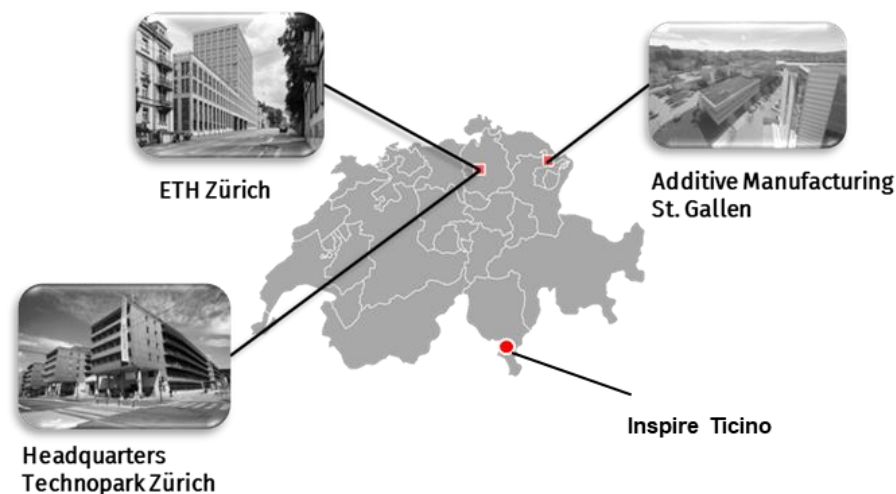 ETH Zürich
Additive Manufacturing
St. Gallen
Inspire Ticino
Headquarters
Technopark Zürich